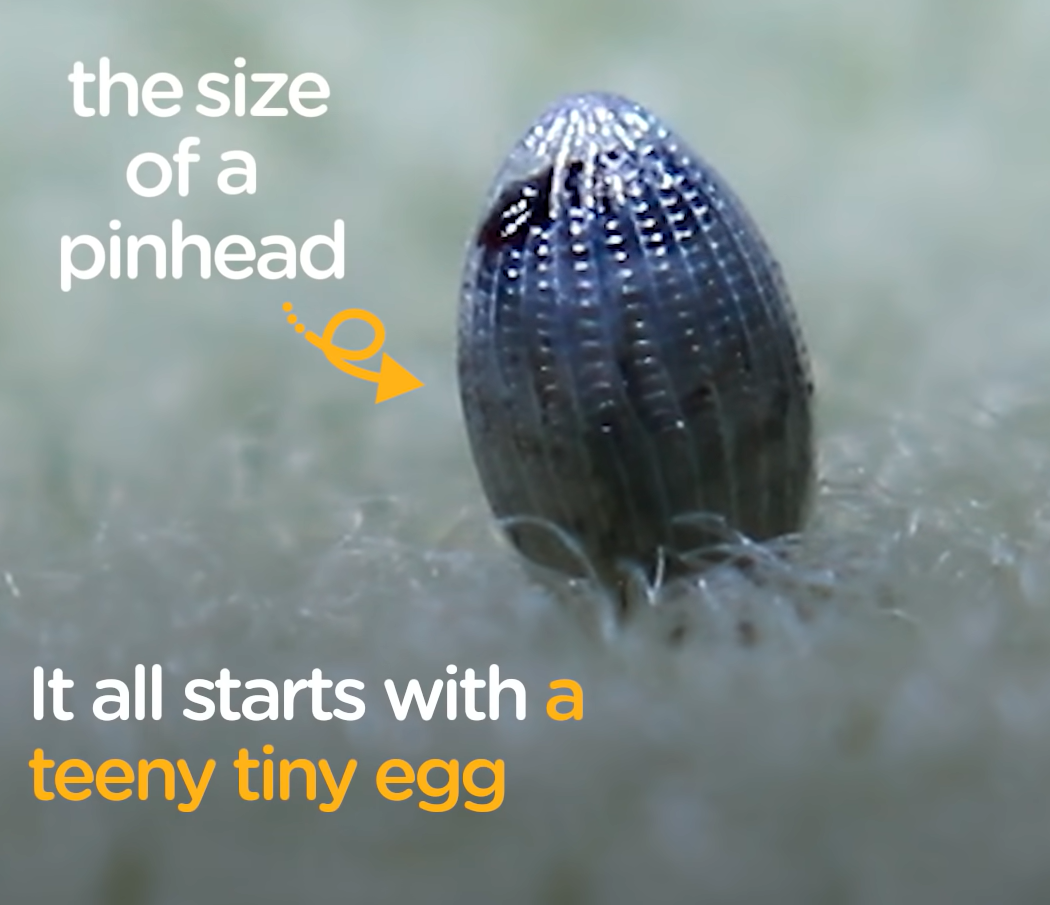 the size
of a
pinhead
It all starts with a
teeny tiny egg